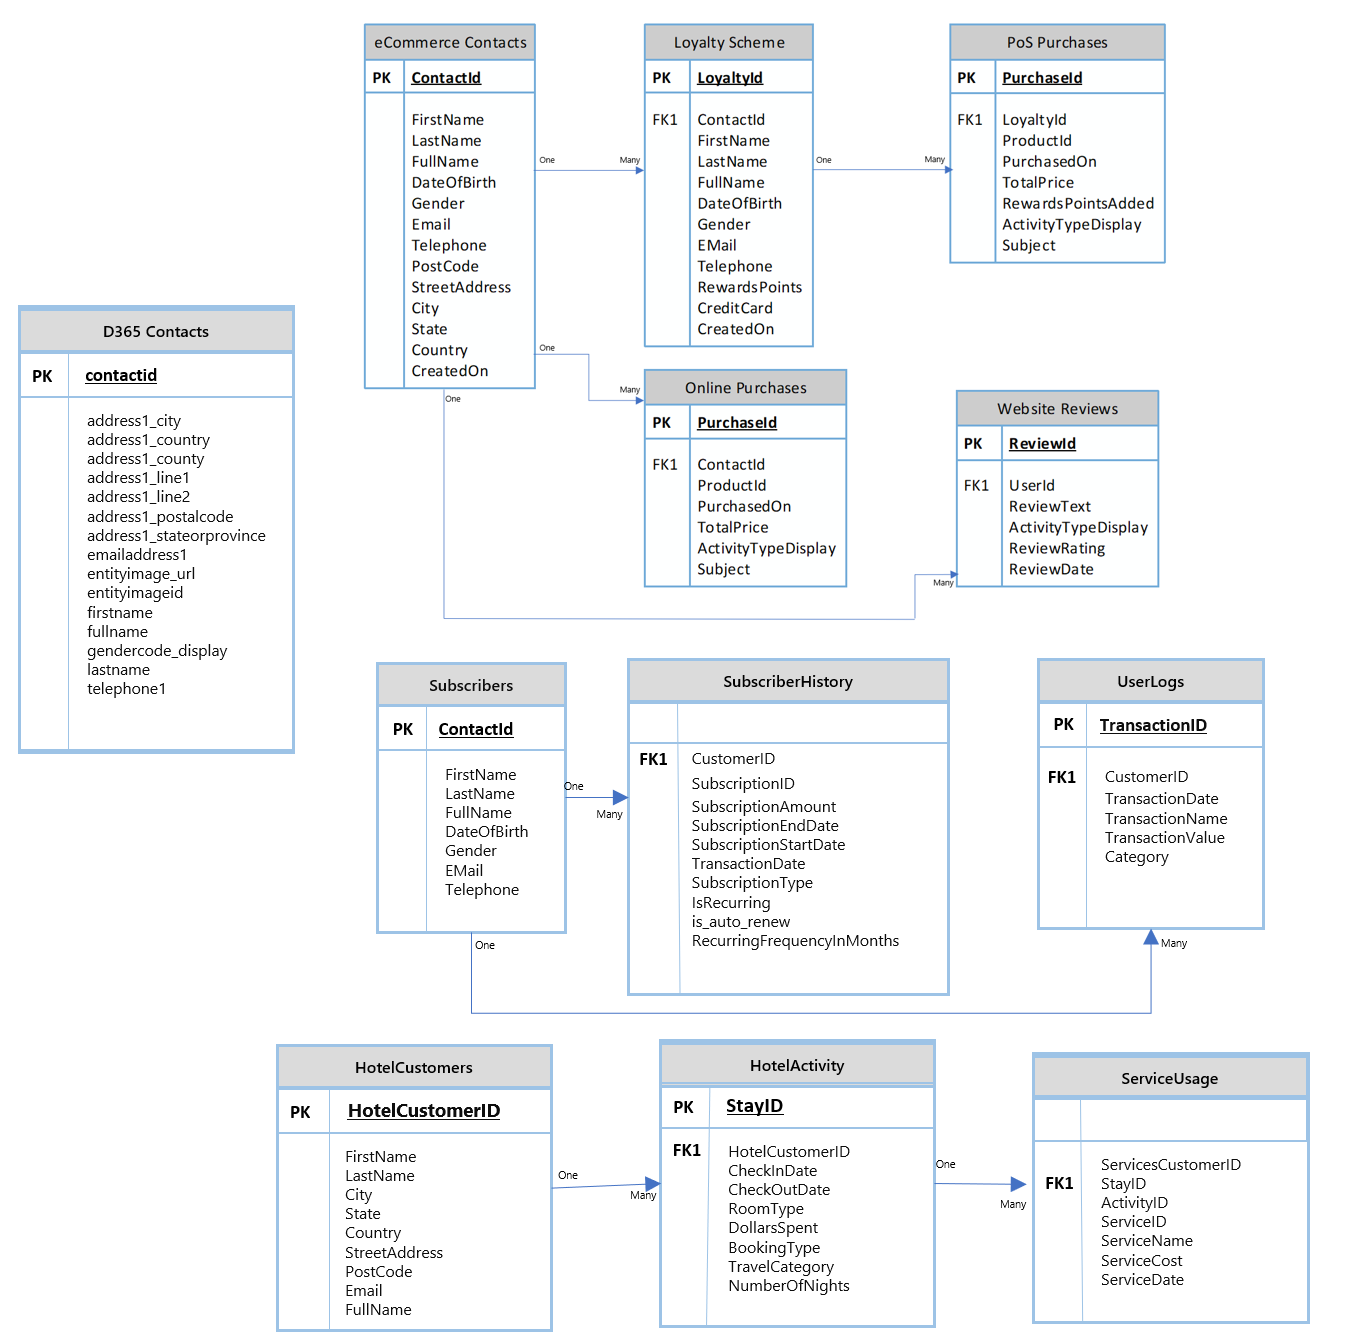 eCommerce Contacts
PK ContactId
FirstName
LastName
FullName
DateOfBirth
Gender
Email
Telephone
PostCode
StreetAddress
City
State
Country
CreatedOn
One
Many
Loyalty Scheme
PK LoyaltyId
FK1 ContactId
FirstName
LastName
FullName
DateOfBirth
Gender
EMail
Telephone
RewardsPoints
CreditCard
CreatedOn
One
Many
PoS Purchases
PK PurchaseId
FK1 LoyaltyId
ProductId
PurchasedOn
TotalPrice
RewardsPointsAdded
ActivityTypeDisplay
Subject
D365 Contacts
PK contactid
address1_city
address1_country
address1_county
address1_line1
address1_line2
address1_postalcode
address1_stateorprovince
emailaddress1
entityimage_url
entityimageid
firstname
fullname
gendercode_display
lastname
telephone1
One
Many
Online Purchases
PK PurchaseId
FK1 ContactId
ProductId
PurchasedOn
TotalPrice
ActivityTypeDisplay
Subject
One
Many
Website Reviews
PK ReviewId
FK1 UserId
ReviewText
ActivityTypeDisplay
ReviewRating
ReviewDate
Subscribers
PK ContactId
FirstName
LastName
FullName
DateOfBirth
Gender
EMail
Telephone
One
Many
SubscriberHistory
FK1 CustomerID
SubscriptionID
SubscriptionAmount
SubscriptionEndDate
SubscriptionStartDate
TransactionDate
SubscriptionType
IsRecurring
is_auto_renew
RecurringFrequencyInMonths
One
Many
UserLogs
PK TransactionID
FK1 CustomerID
TransactionDate
TransactionName
TransactionValue
Category
HotelCustomers
PK HotelCustomerID
FirstName
LastName
City
State
Country
StreetAddress
PostCode
Email
FullName
One
Many
HotelActivity
PK StayID
FK1 HotelCustomerID
CheckInDate
CheckOutDate
RoomType
DollarsSpent
BookingType
TravelCategory
NumberOfNights
One
Many
ServiceUsage
ServicesCustomerID
FK1 StayID
ActivityID
ServiceID
ServiceName
ServiceCost
ServiceDate